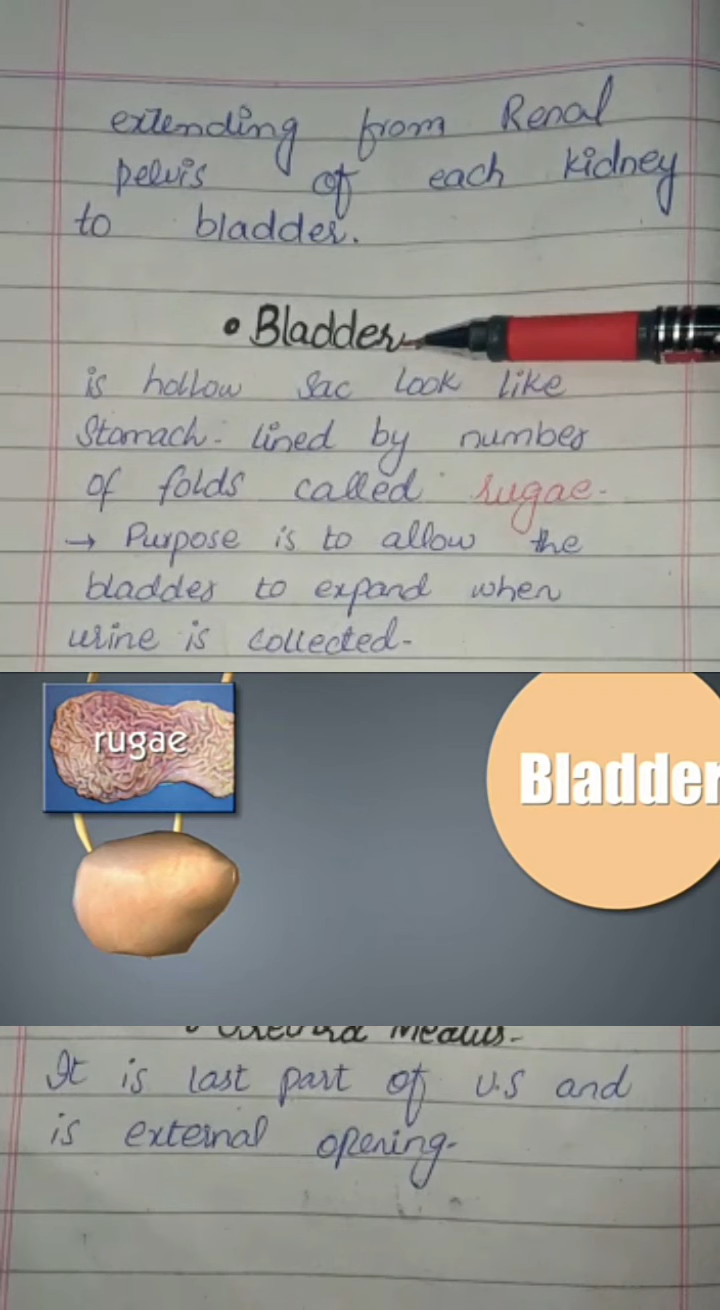 extending from Renal
pelvis of each kidney
to bladder.
• Bladder
is hollow sac look like
Stomach. lined by number
of folds called rugae.
→ Purpose is to allow the
bladder to expand when
urine is collected.
rugae
Bladder
Meatus.
It is last part of U.S and
is external opening.